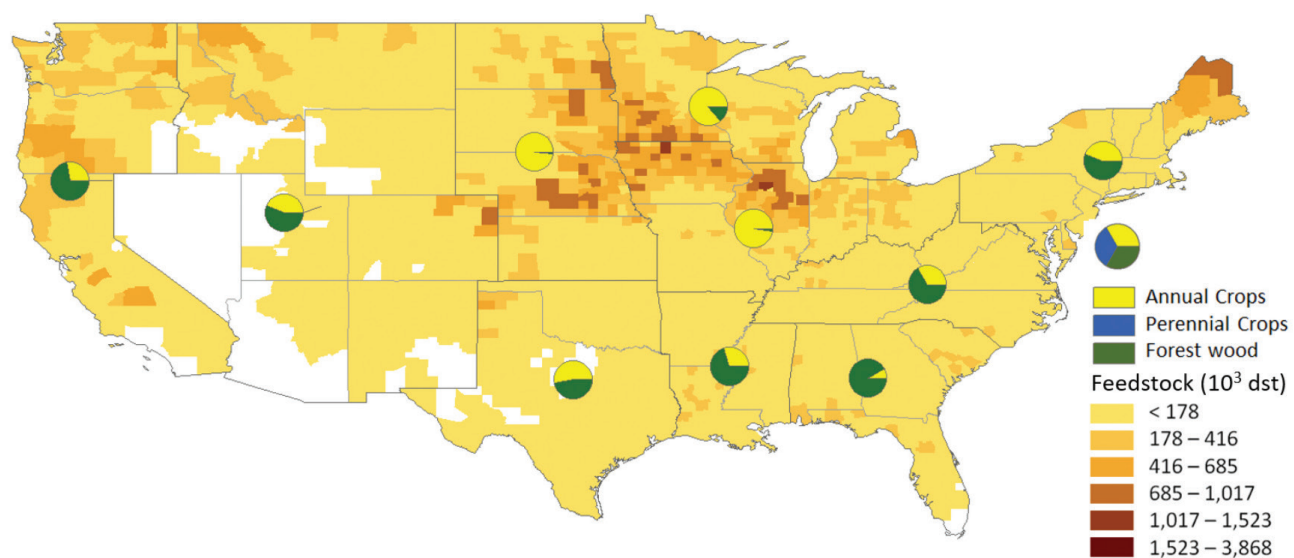 Annual Crops
Perennial Crops
Forest wood
Feedstock (10³ dst)
< 178
178 – 416
416 – 685
685 – 1,017
1,017 – 1,523
1,523 – 3,868